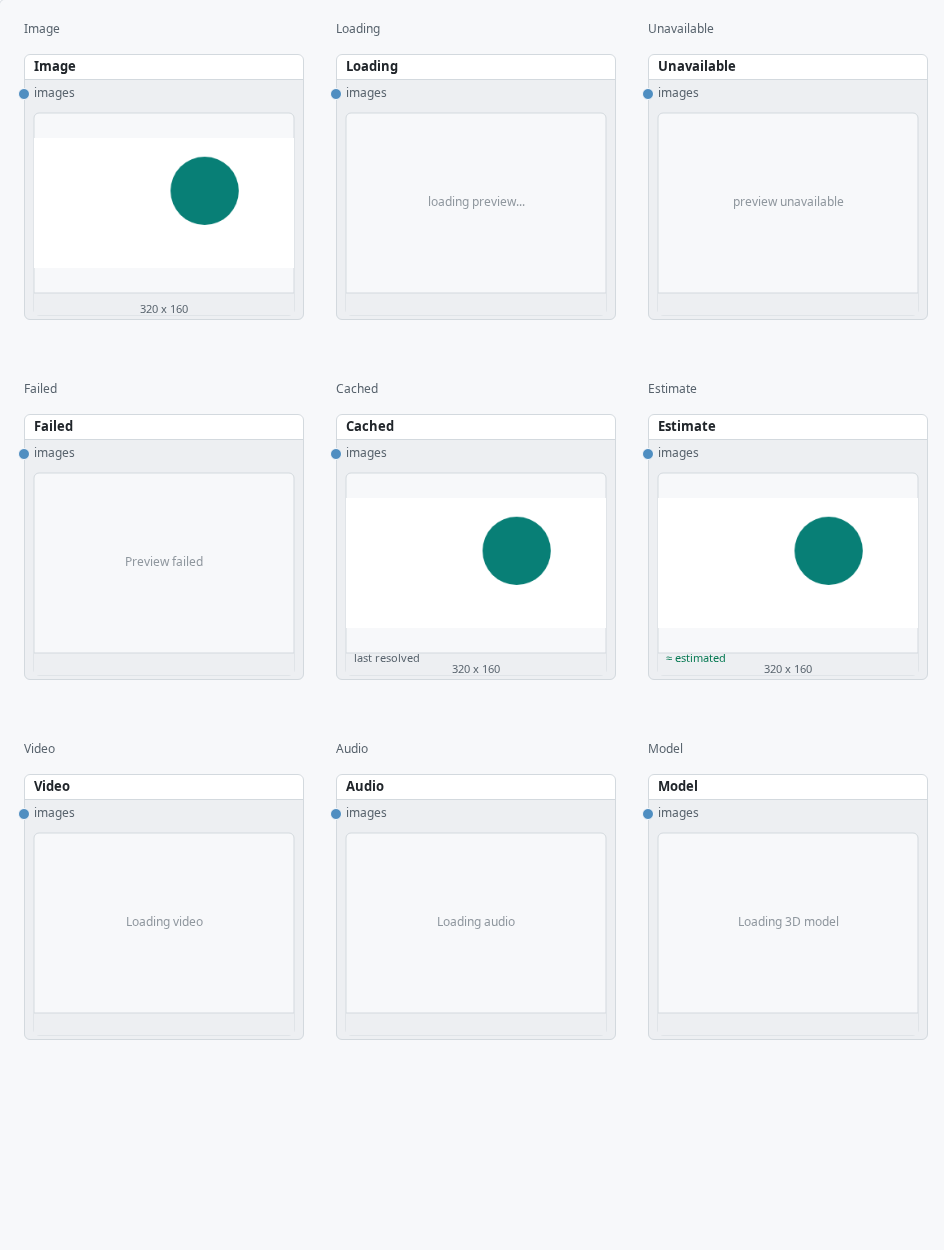 Image
Loading
Unavailable
Image
Loading
Unavailable
images
images
images
loading preview...
preview unavailable
320 x 160
Failed
Cached
Estimate
Failed
Cached
Estimate
images
images
images
Preview failed
last resolved
≈ estimated
320 x 160
320 x 160
Video
Audio
Model
Video
Audio
Model
images
images
images
Loading video
Loading audio
Loading 3D model